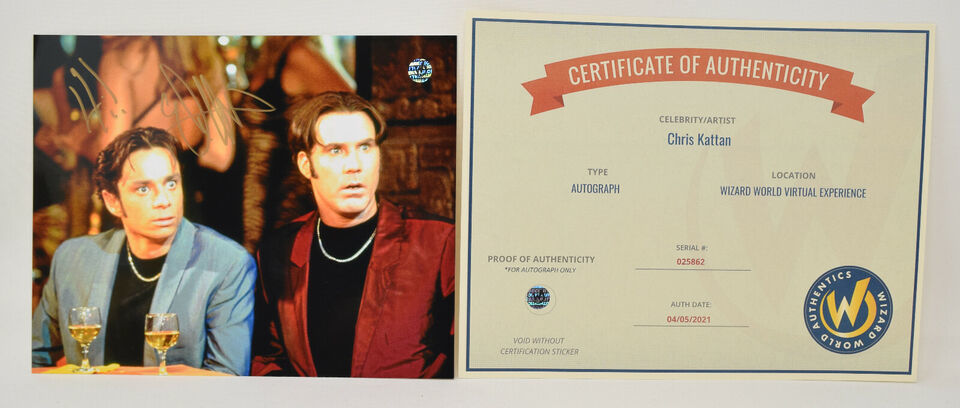 CERTIFICATE OF AUTHENTICITY
CELEBRITY/ARTIST
Chris Kattan
TYPE
AUTOGRAPH
LOCATION
WIZARD WORLD VIRTUAL EXPERIENCE
PROOF OF AUTHENTICITY
*FOR AUTOGRAPH ONLY
SERIAL #:
025862
AUTH DATE:
04/05/2021
VOID WITHOUT
CERTIFICATION STICKER
WIZARD WORLD AUTHENTICS
W